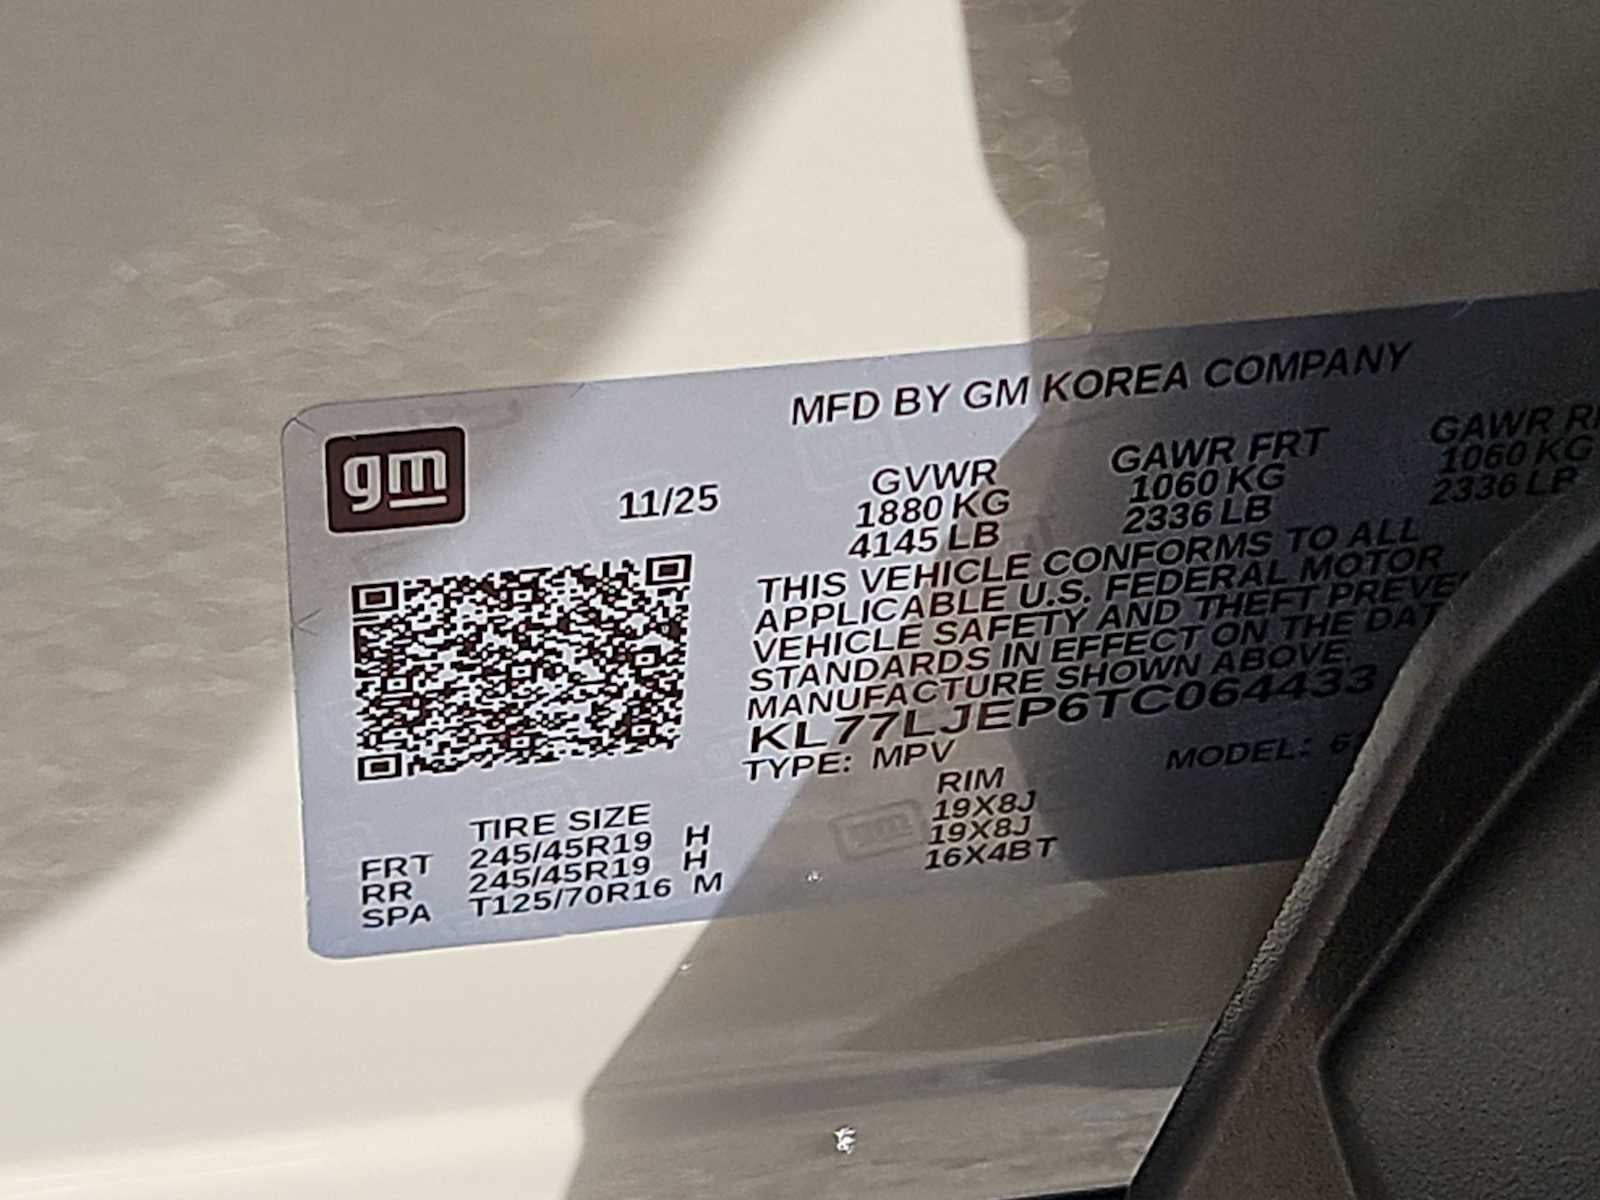 MFD BY GM KOREA COMPANY
gm
11/25
GVWR GAWR FRT GAWR
1880 KG 1060 KG 1060 KG
4145 LB 2336 LB 2336
THIS VEHICLE CONFORMS TO ALL
APPLICABLE U.S. FEDERAL MOTOR
VEHICLE SAFETY AND THEFT
STANDARDS IN EFFECT ON THE
MANUFACTURE SHOWN ABOVE
KL77LJEP6TC064433
TYPE: MPV MODEL:
TIRE SIZE RIM
FRT 245/45R19 H 19X8J
RR 245/45R19 H 19X8J
SPA T125/70R16 M 16X4BT